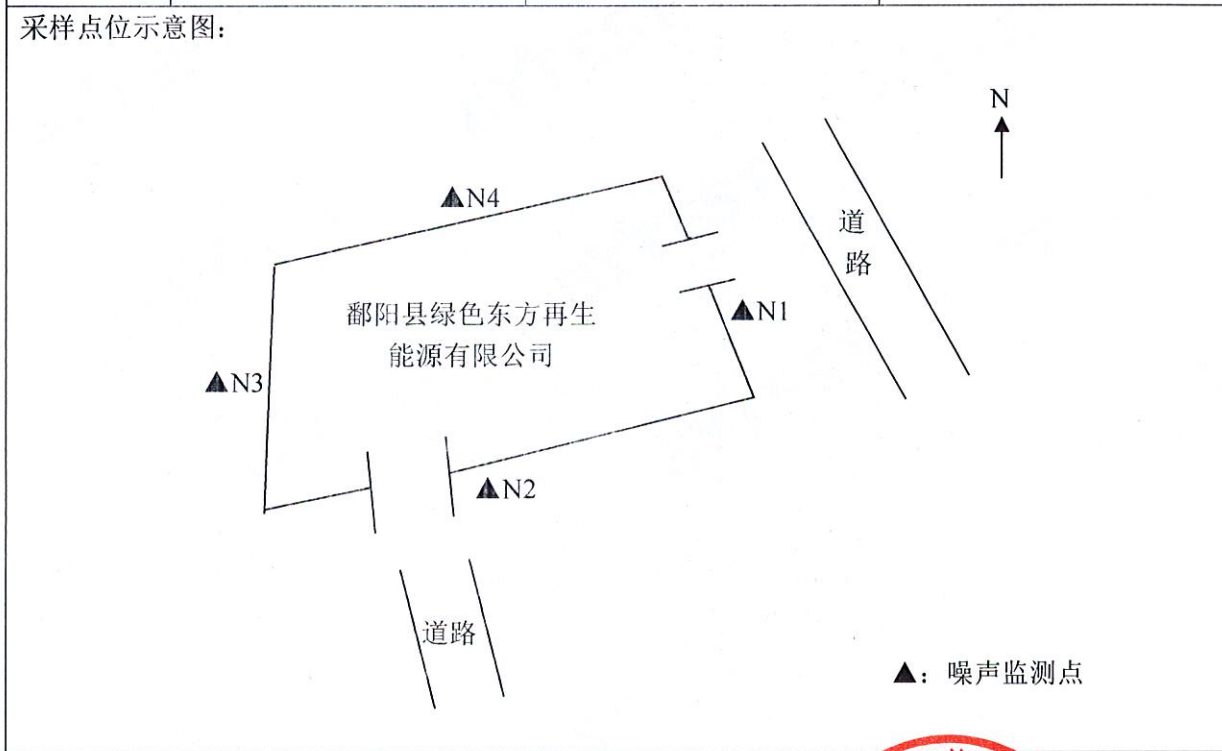 采样点位示意图：
N
▲N4
道
路
鄱阳县绿色东方再生
能源有限公司
▲N1
▲N3
▲N2
道路
▲：噪声监测点